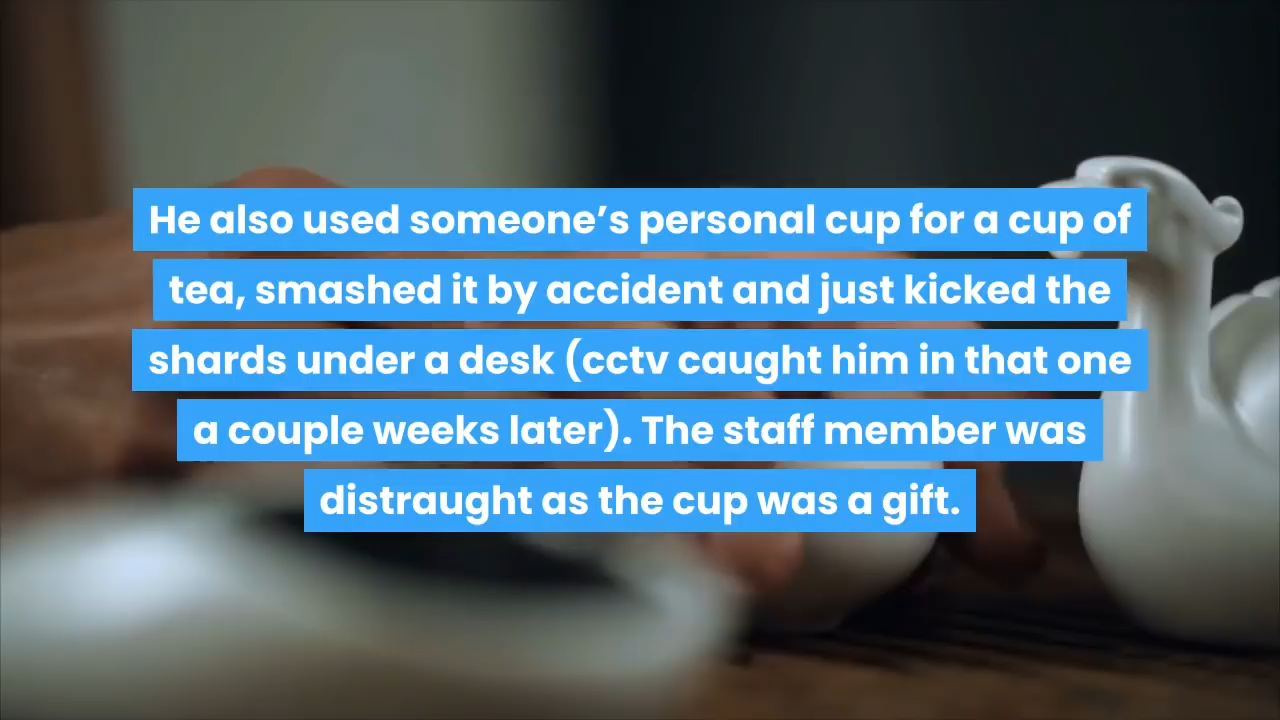 He also used someone’s personal cup for a cup of
tea, smashed it by accident and just kicked the
shards under a desk (cctv caught him in that one
a couple weeks later). The staff member was
distraught as the cup was a gift.